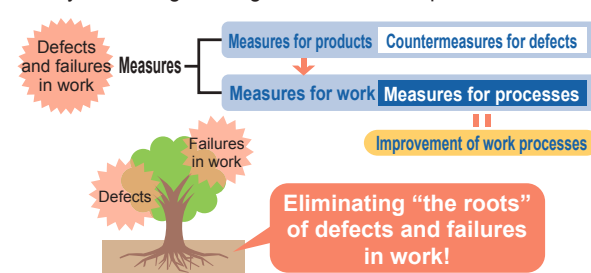 Defects
and failures
in work
Measures
Measures for products
Countermeasures for defects
Measures for work
Measures for processes
Improvement of work processes
Failures
in work
Defects
Eliminating “the roots”
of defects and failures
in work!